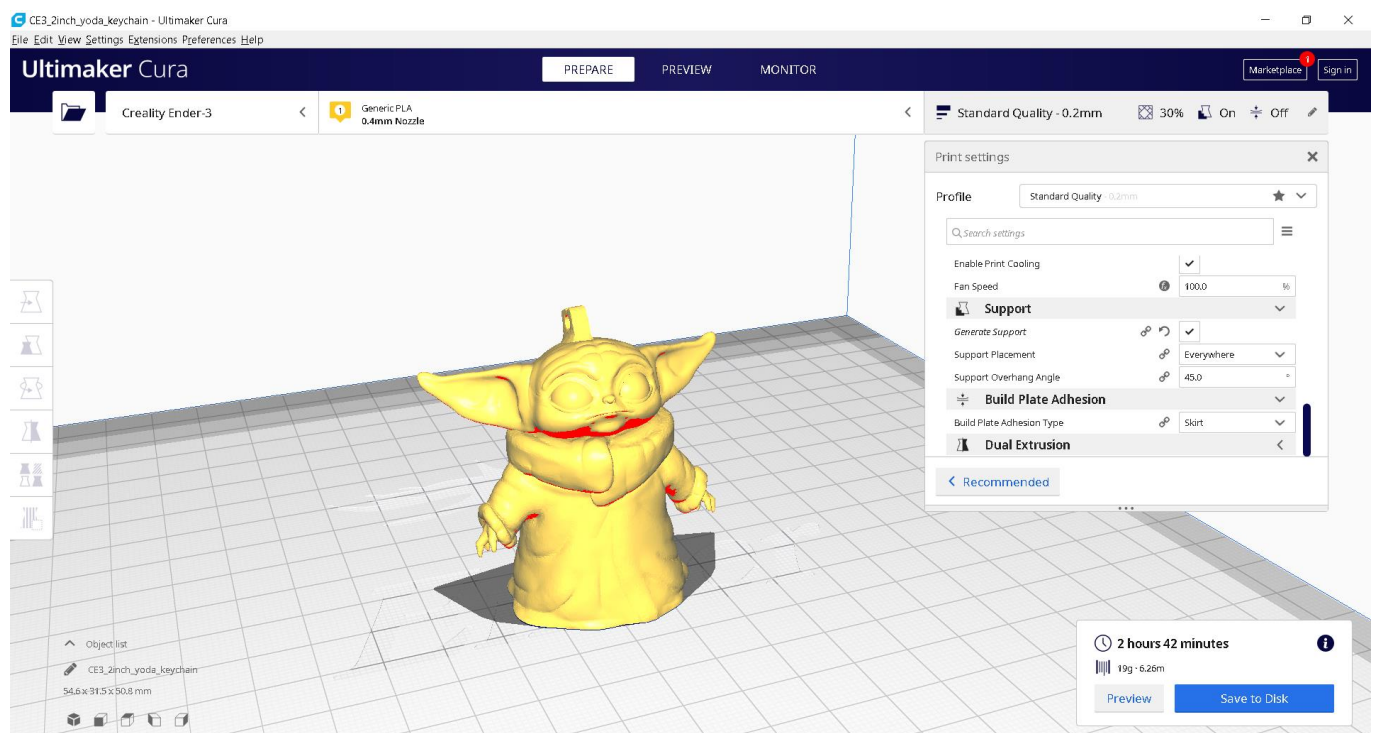 CE3_2inch_yoda_keychain - Ultimaker Cura
File Edit View Settings Extensions Preferences Help
Ultimaker Cura
PREPARE PREVIEW MONITOR
Marketplace 1 Sign in
Creality Ender-3
1 Generic PLA
0.4mm Nozzle
Standard Quality - 0.2mm 30% On Off
Print settings
Profile Standard Quality - 0.2mm
Search settings
Enable Print Cooling
Fan Speed 100.0 %
Support
Generate Support
Support Placement Everywhere
Support Overhang Angle 45.0 °
Build Plate Adhesion
Build Plate Adhesion Type Skirt
Dual Extrusion
Recommended
Object list
CE3_2inch_yoda_keychain
54.6 x 31.5 x 50.8 mm
2 hours 42 minutes
19g · 6.26m
Preview Save to Disk